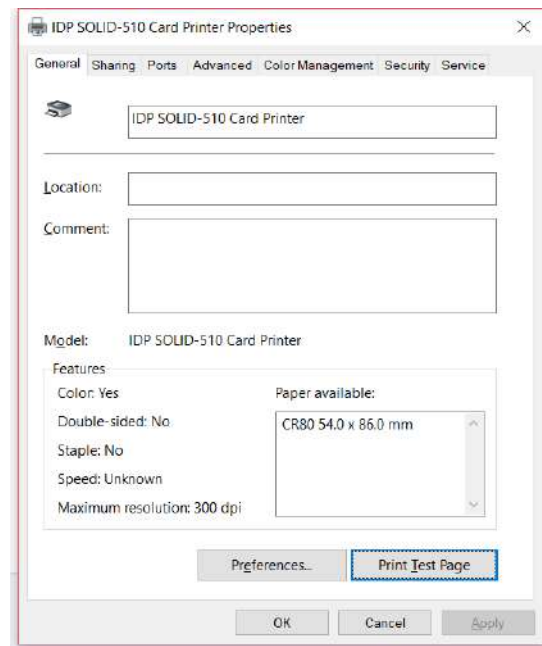 IDP SOLID-510 Card Printer Properties
General Sharing Ports Advanced Color Management Security Service
IDP SOLID-510 Card Printer
Location:
Comment:
Model: IDP SOLID-510 Card Printer
Features
Color: Yes Paper available:
Double-sided: No CR80 54.0 x 86.0 mm
Staple: No
Speed: Unknown
Maximum resolution: 300 dpi
Preferences... Print Test Page
OK Cancel Apply